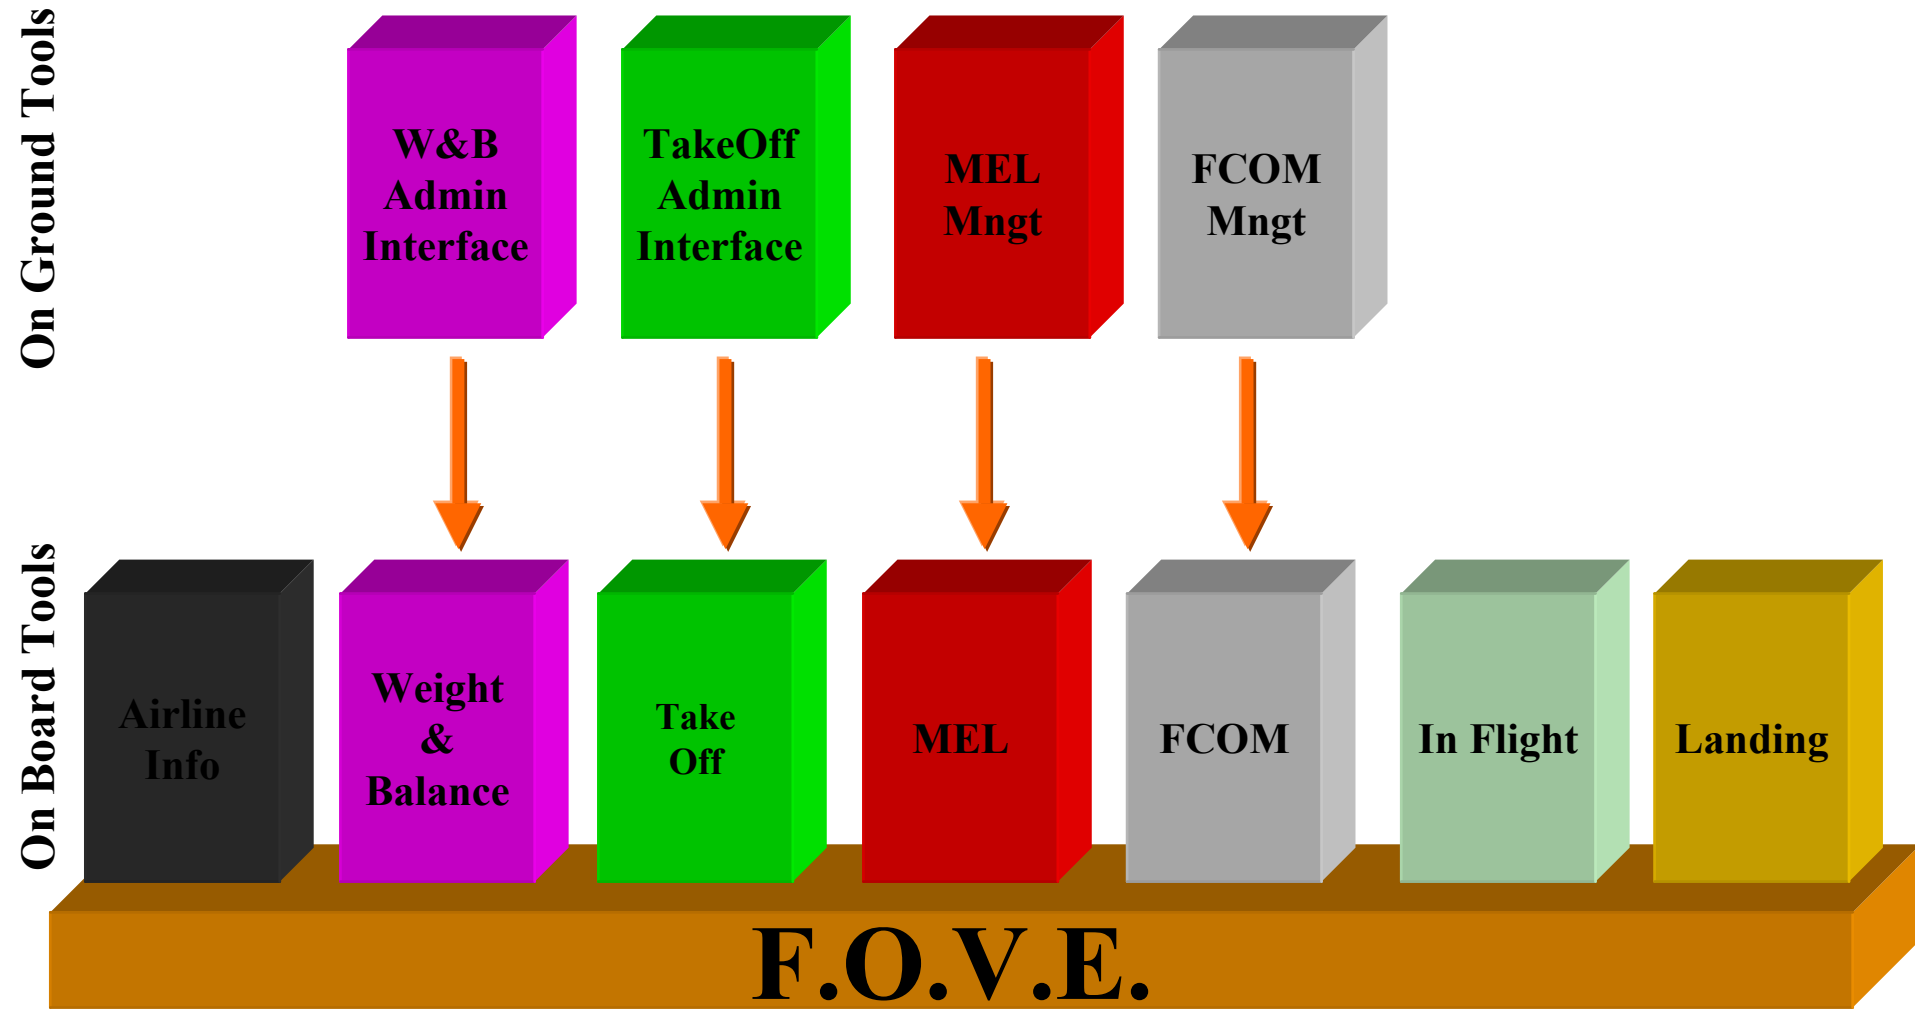 On Ground Tools
W&B
Admin
Interface
TakeOff
Admin
Interface
MEL
Mngt
FCOM
Mngt
On Board Tools
Airline
Info
Weight
&
Balance
Take
Off
MEL
FCOM
In Flight
Landing
F.O.V.E.